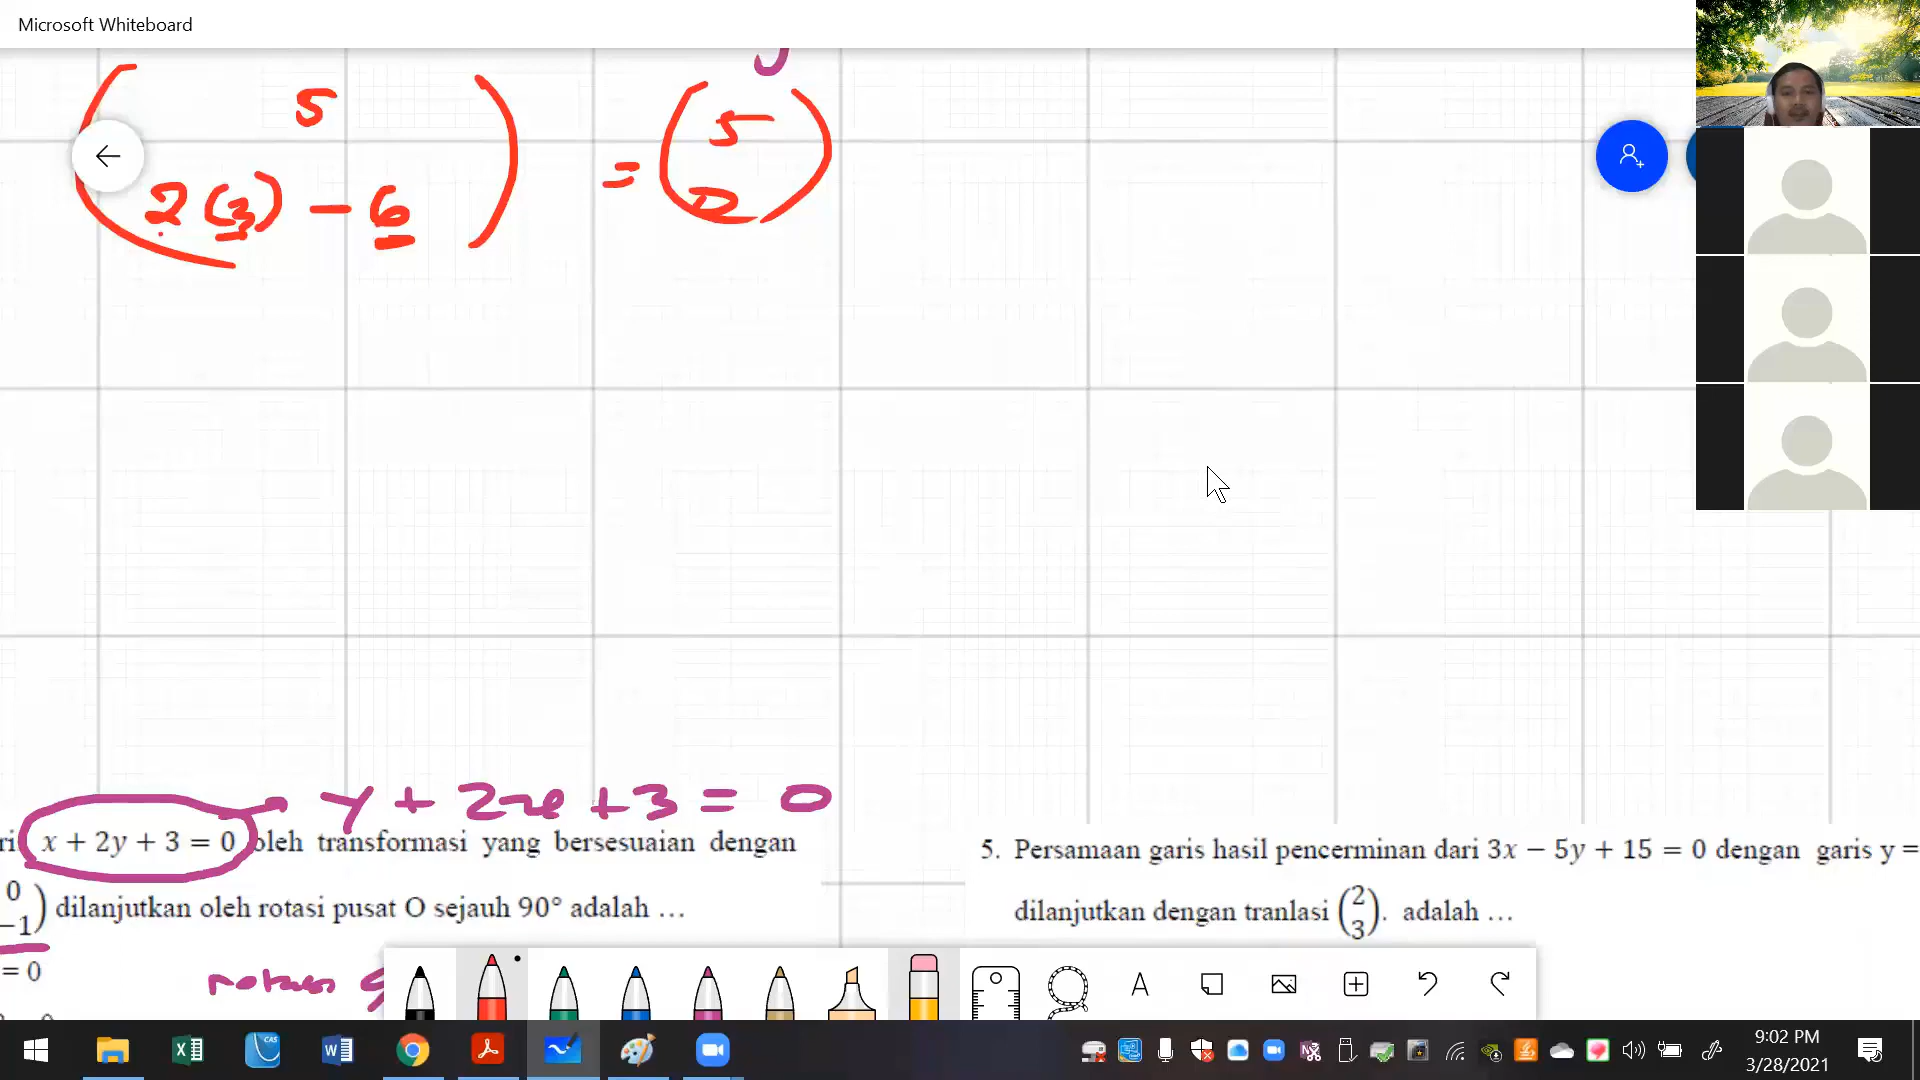 Microsoft Whiteboard
5
2(3) - 6
=
5
0
y + 2x + 3 = 0
x + 2y + 3 = 0 oleh transformasi yang bersesuaian dengan
0
−1) dilanjutkan oleh rotasi pusat O sejauh 90° adalah …
= 0
rotasi
5. Persamaan garis hasil pencerminan dari 3x − 5y + 15 = 0 dengan garis y =
dilanjutkan dengan tranlasi (2 3). adalah …
A
9:02 PM
3/28/2021